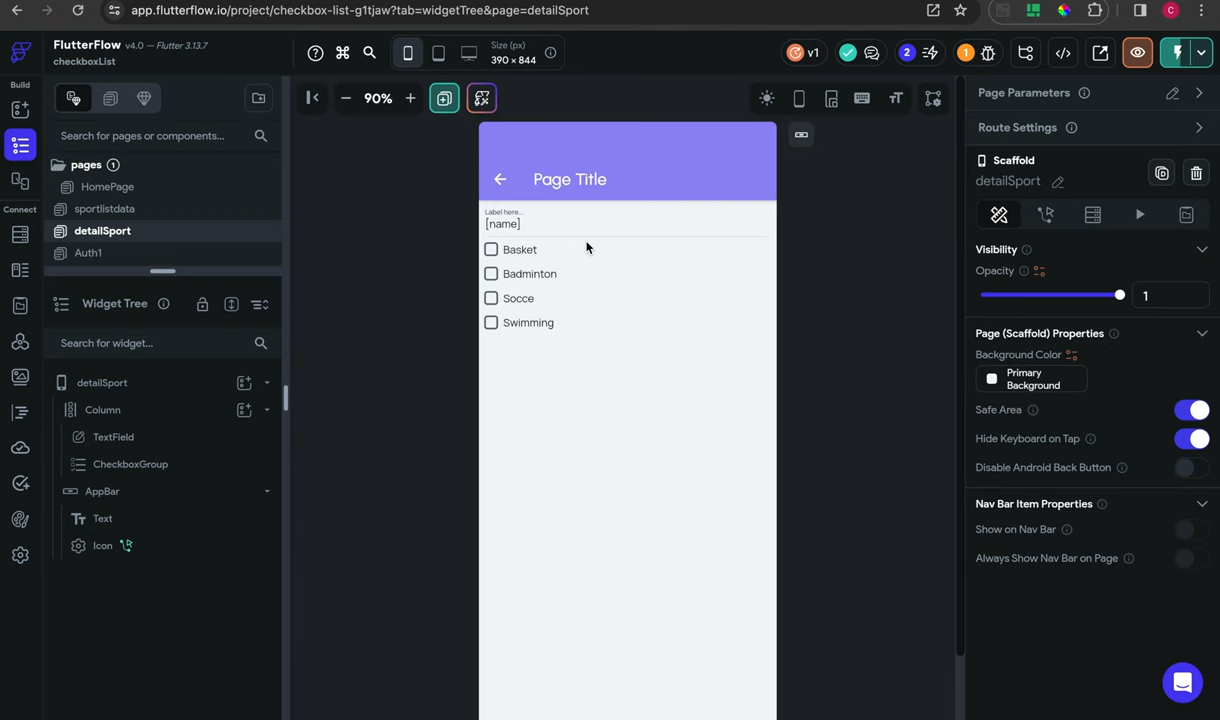 app.flutterflow.io/project/checkbox-list-g1tjaw?tab=widgetTree&page=detailSport
C
FlutterFlow v4.0 — Flutter 3.13.7
checkboxList
Size (px)
390 × 844
v1
2
1
Build
90%
Page Parameters
Search for pages or components...
Route Settings
pages 1
HomePage
sportlistdata
detailSport
Auth1
Connect
Page Title
Label here...
[name]
Basket
Badminton
Socce
Swimming
Scaffold
detailSport
Visibility
Opacity
1
Widget Tree
Search for widget...
detailSport
Column
TextField
CheckboxGroup
AppBar
Text
Icon
Page (Scaffold) Properties
Background Color
Primary
Background
Safe Area
Hide Keyboard on Tap
Disable Android Back Button
Nav Bar Item Properties
Show on Nav Bar
Always Show Nav Bar on Page